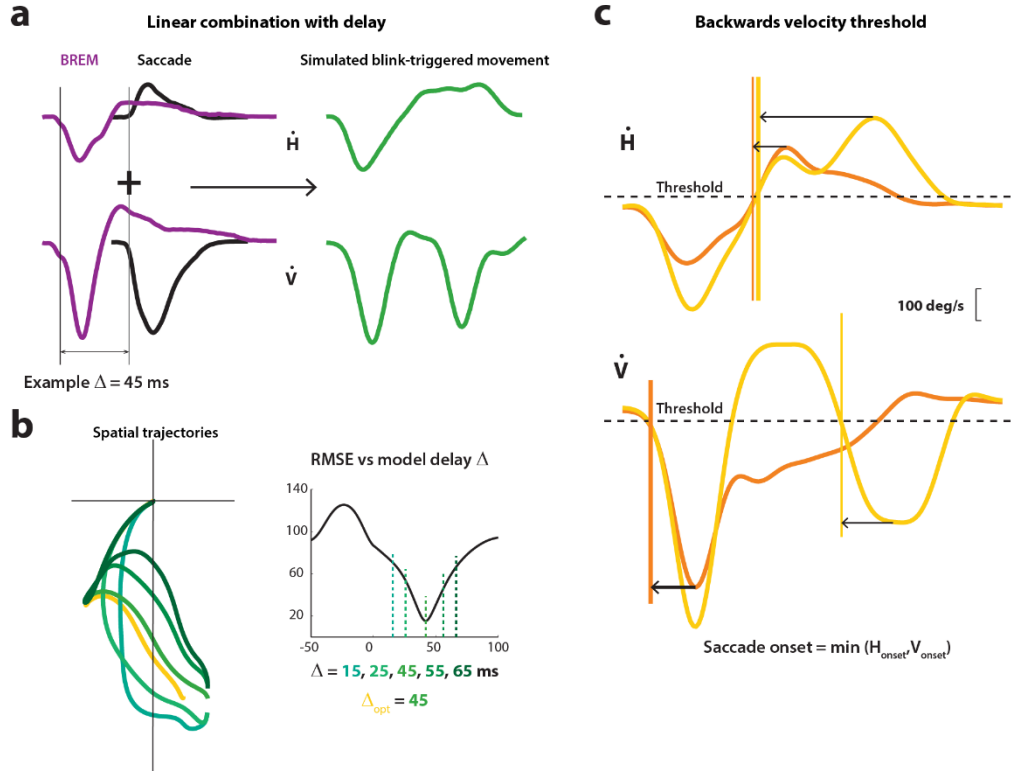 a
Linear combination with delay
BREM
Saccade
Simulated blink-triggered movement
Ḣ
+
V̇
Example Δ = 45 ms
b
Spatial trajectories
RMSE vs model delay Δ
140
100
60
20
-50
0
50
100
Δ = 15, 25, 45, 55, 65 ms
Δopt = 45
c
Backwards velocity threshold
Ḣ
Threshold
100 deg/s
V̇
Threshold
Saccade onset = min (Honset,Vonset)